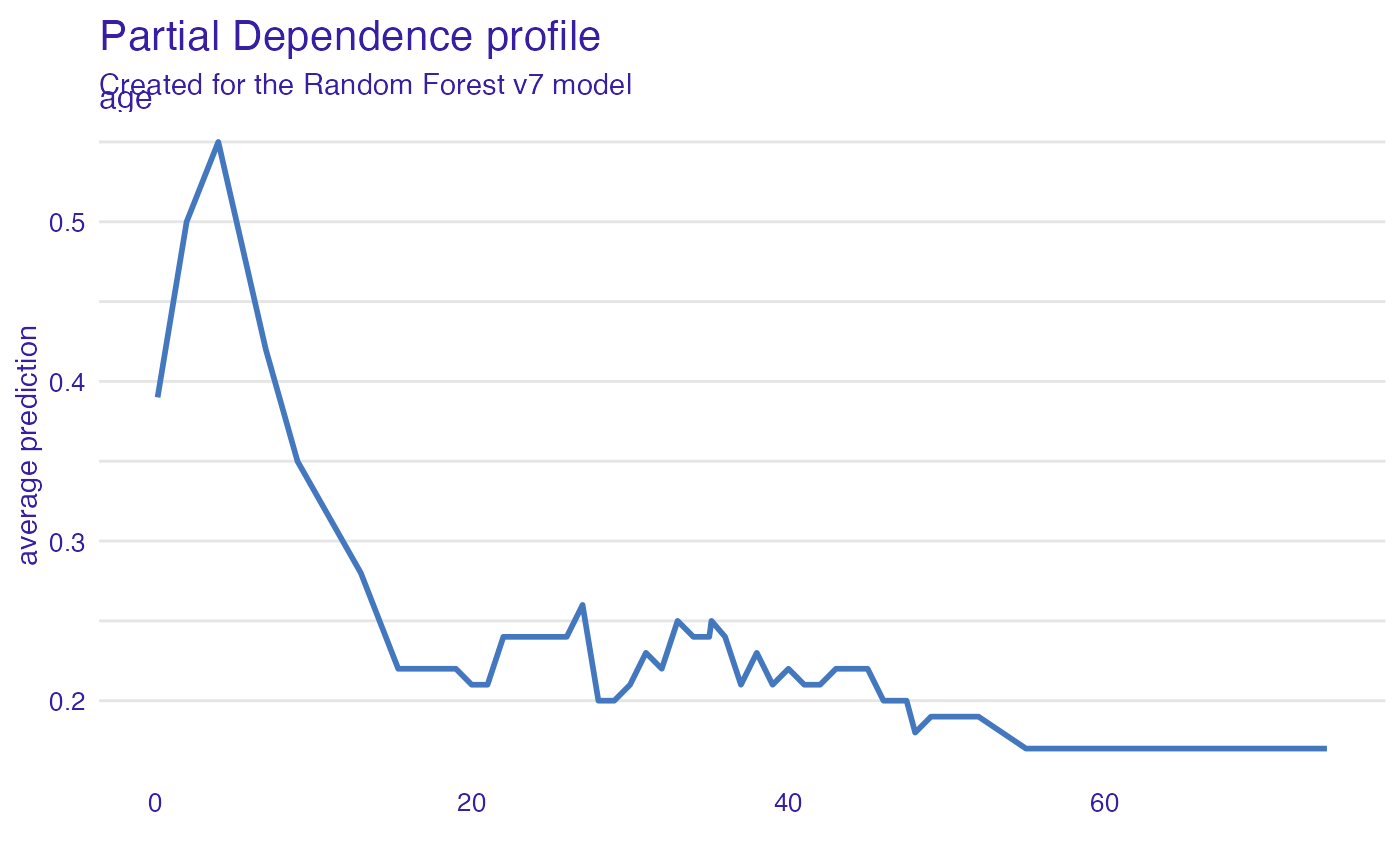 Partial Dependence profile
Created for the Random Forest v7 model
age
average prediction
0.5
0.4
0.3
0.2
0 20 40 60